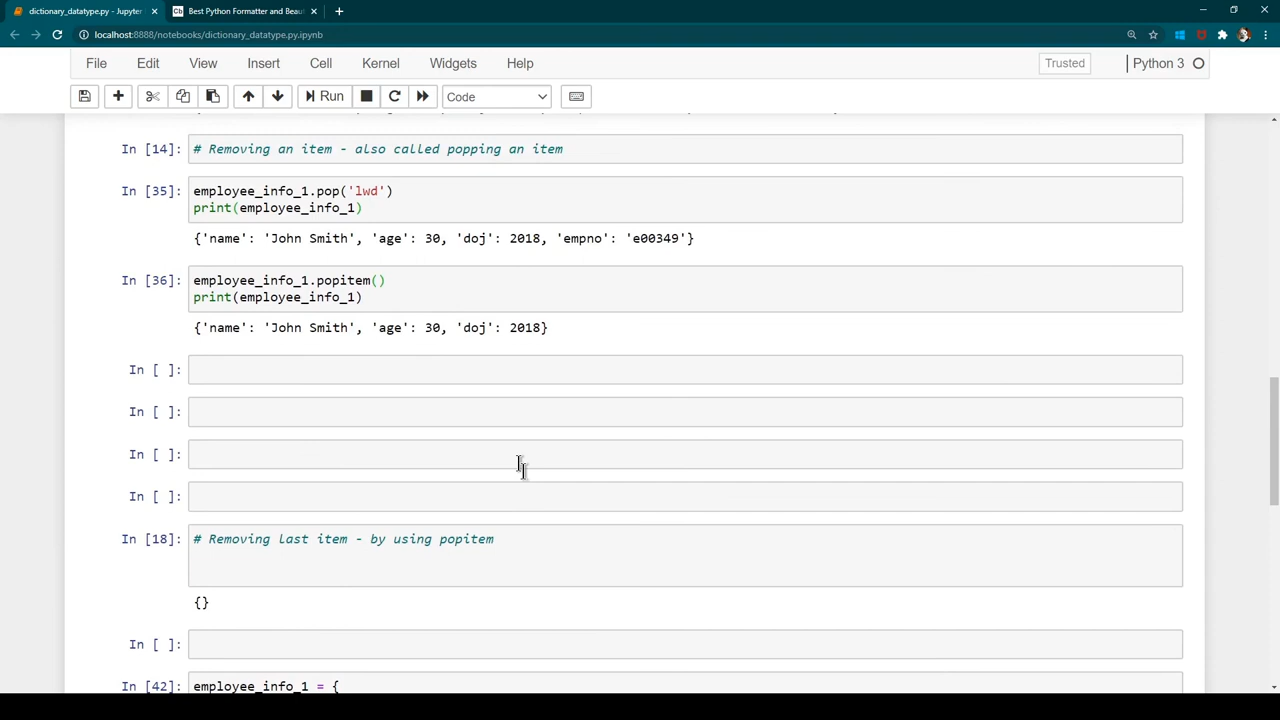 dictionary_datatype.py - Jupyter
Best Python Formatter and Beau
localhost:8888/notebooks/dictionary_datatype.py.ipynb
File Edit View Insert Cell Kernel Widgets Help Trusted Python 3
Run Code
In [14]: # Removing an item - also called popping an item
In [35]: employee_info_1.pop('lwd')
print(employee_info_1)
{'name': 'John Smith', 'age': 30, 'doj': 2018, 'empno': 'e00349'}
In [36]: employee_info_1.popitem()
print(employee_info_1)
{'name': 'John Smith', 'age': 30, 'doj': 2018}
In [ ]:
In [ ]:
In [ ]:
In [ ]:
In [18]: # Removing last item - by using popitem
{}
In [ ]:
In [42]: employee_info_1 = {